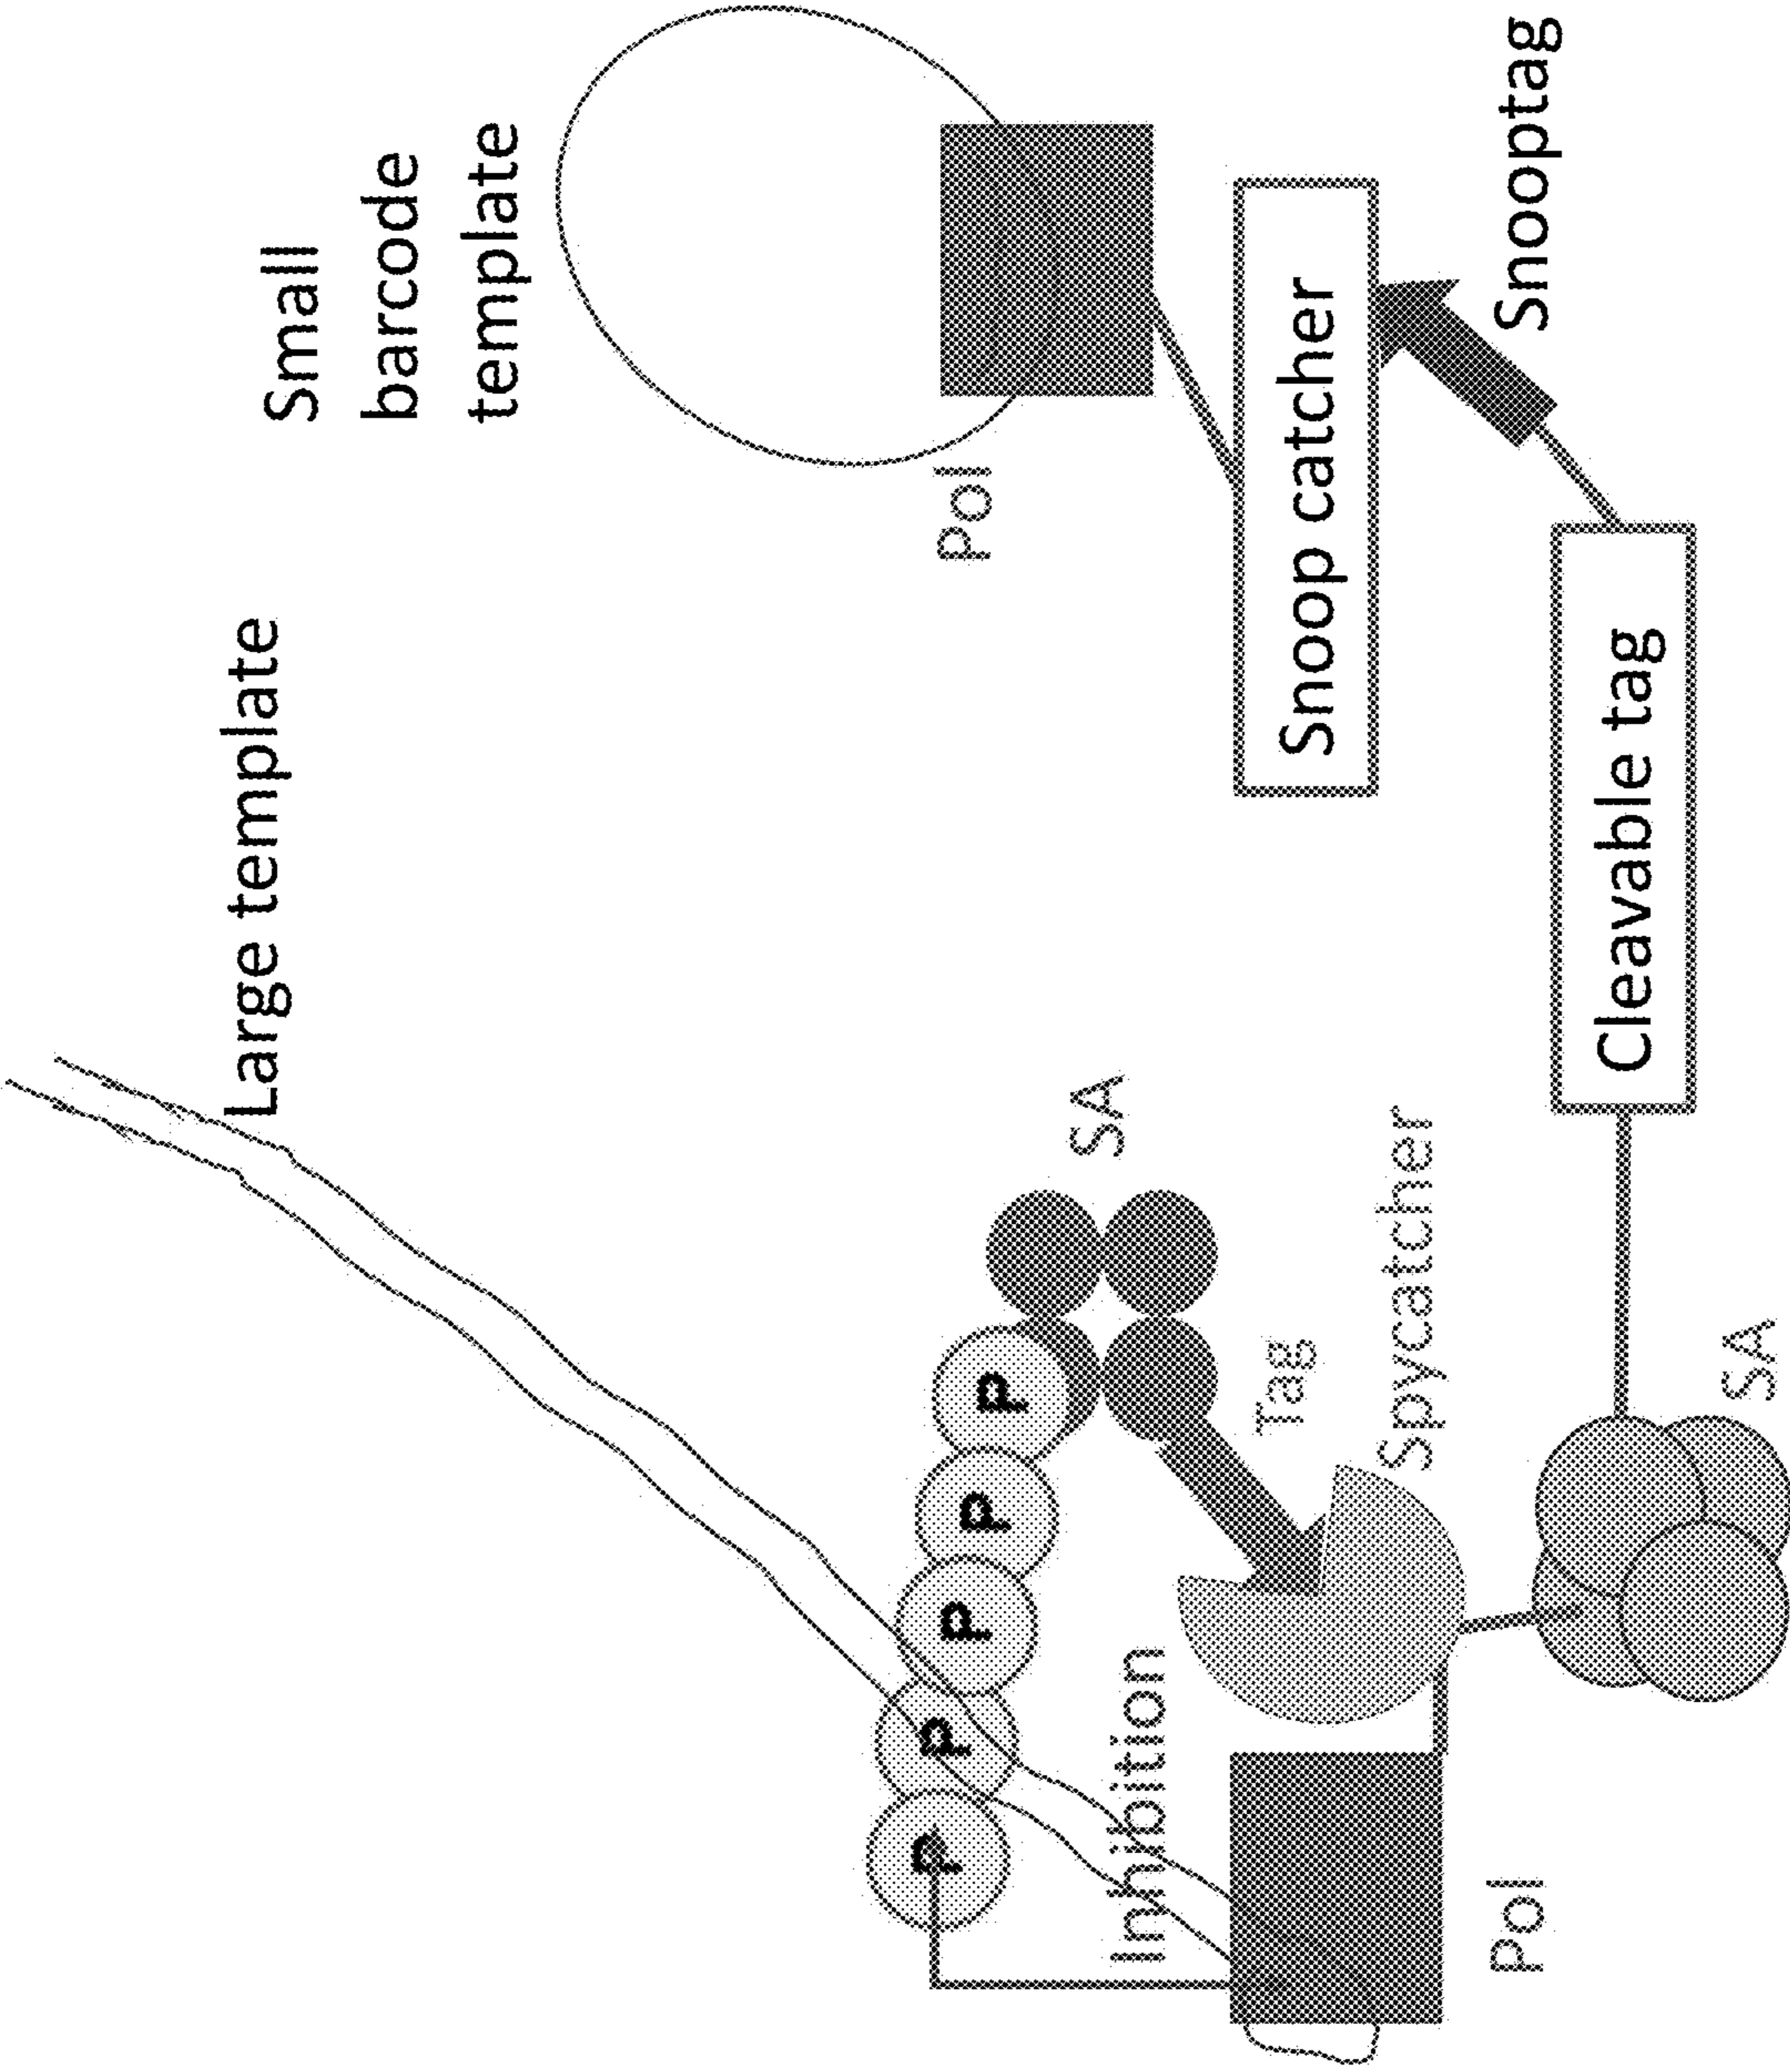 Large template
Small
barcode
template
P
P
P
P
P
SA
Pol
Inhibition
Tag
Snoop catcher
Spycatcher
Pol
Snooptag
Cleavable tag
SA